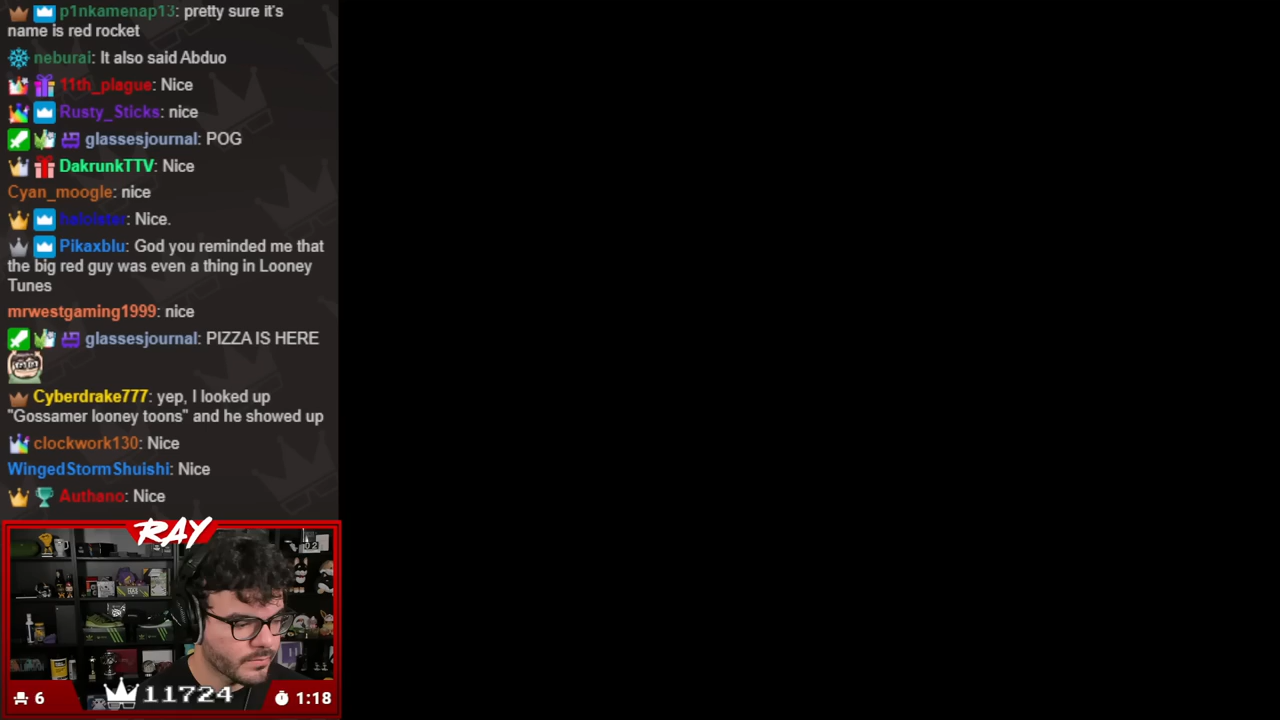 p1nkamenap13: pretty sure it's
name is red rocket
neburai: It also said Abduo
11th_plague: Nice
Rusty_Sticks: nice
glassesjournal: POG
DakrunkTTV: Nice
Cyan_moogle: nice
haloistar: Nice.
Pikaxblu: God you reminded me that
the big red guy was even a thing in Looney
Tunes
mrwestgaming1999: nice
glassesjournal: PIZZA IS HERE
Cyberdrake777: yep, I looked up
"Gossamer looney toons" and he showed up
clockwork130: Nice
WingedStormShuishi: Nice
Authano: Nice
RAY
6 11724 1:18